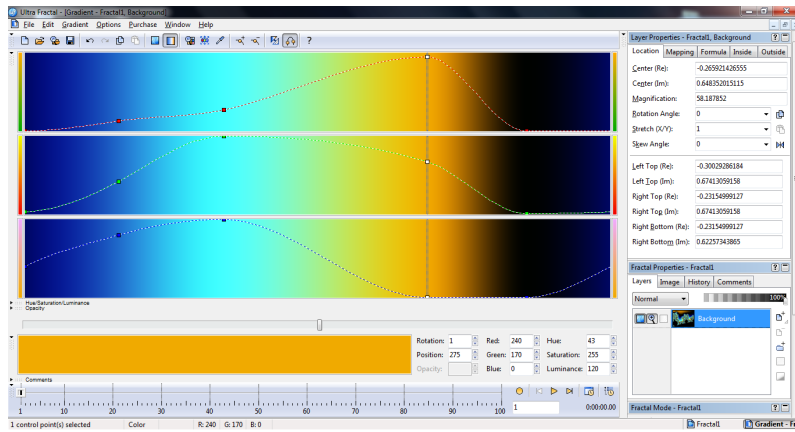 Ultra Fractal - [Gradient - Fractal1, Background]
File Edit Gradient Options Purchase Window Help
?
Layer Properties - Fractal1, Background
Location Mapping Formula Inside Outside
Center (Re): -0.265921426555
Center (Im): 0.648352015115
Magnification: 58.187852
Rotation Angle: 0
Stretch (X/Y): 1
Skew Angle: 0
Left Top (Re): -0.30029286184
Left Top (Im): 0.67413059158
Right Top (Re): -0.23154999127
Right Top (Im): 0.67413059158
Right Bottom (Re): -0.23154999127
Right Bottom (Im): 0.62257343865
Fractal Properties - Fractal1
Layers Image History Comments
Normal 100%
Background
Fractal Mode - Fractal1
Hue/Saturation/Luminance
Opacity
Rotation: 1 Red: 240 Hue: 43
Position: 275 Green: 170 Saturation: 255
Opacity: Blue: 0 Luminance: 120
Comments
1 10 20 30 40 50 60 70 80 90 100
1 0:00:00.00
1 control point(s) selected Color R: 240 G: 170 B: 0
Fractal1 Gradient - Fr